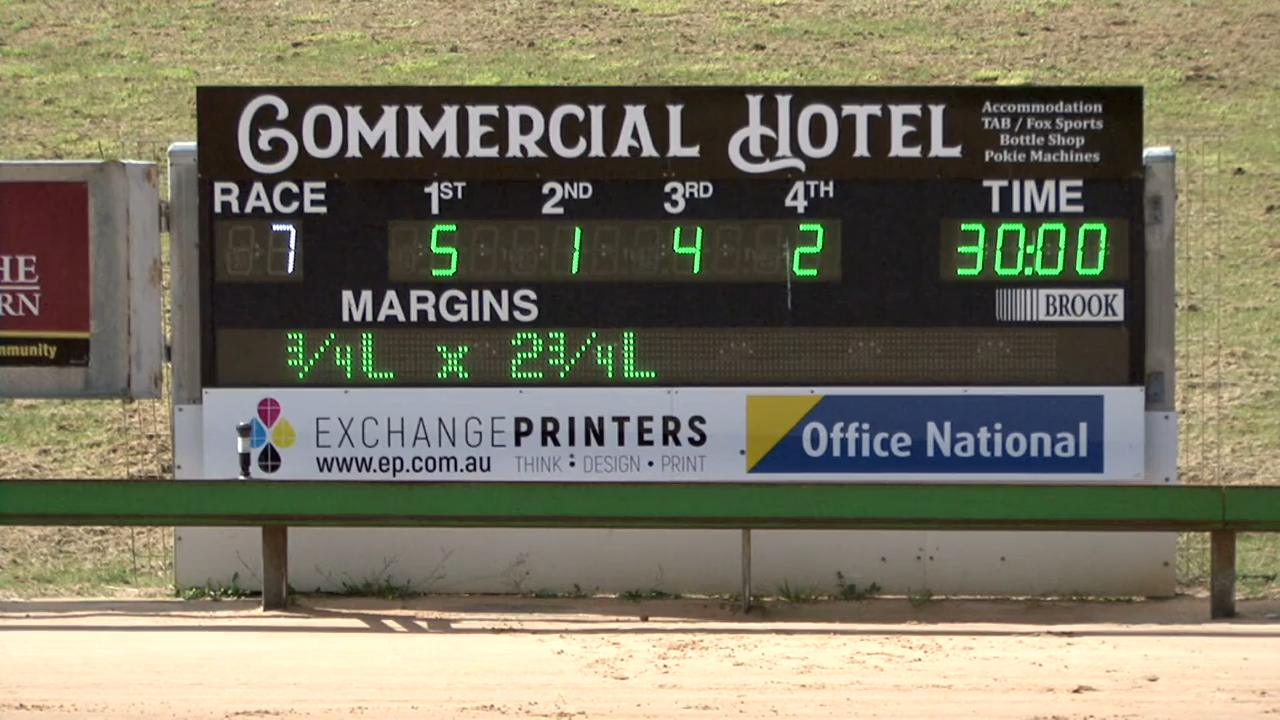 COMMERCIAL HOTEL
Accommodation
TAB / Fox Sports
Bottle Shop
Pokie Machines
RACE 1ST 2ND 3RD 4TH TIME
7 5 1 4 2 30:00
MARGINS
BROOK
¾L x 2¾L
EXCHANGEPRINTERS
www.ep.com.au THINK • DESIGN • PRINT
Office National
HE
RN
mmunity